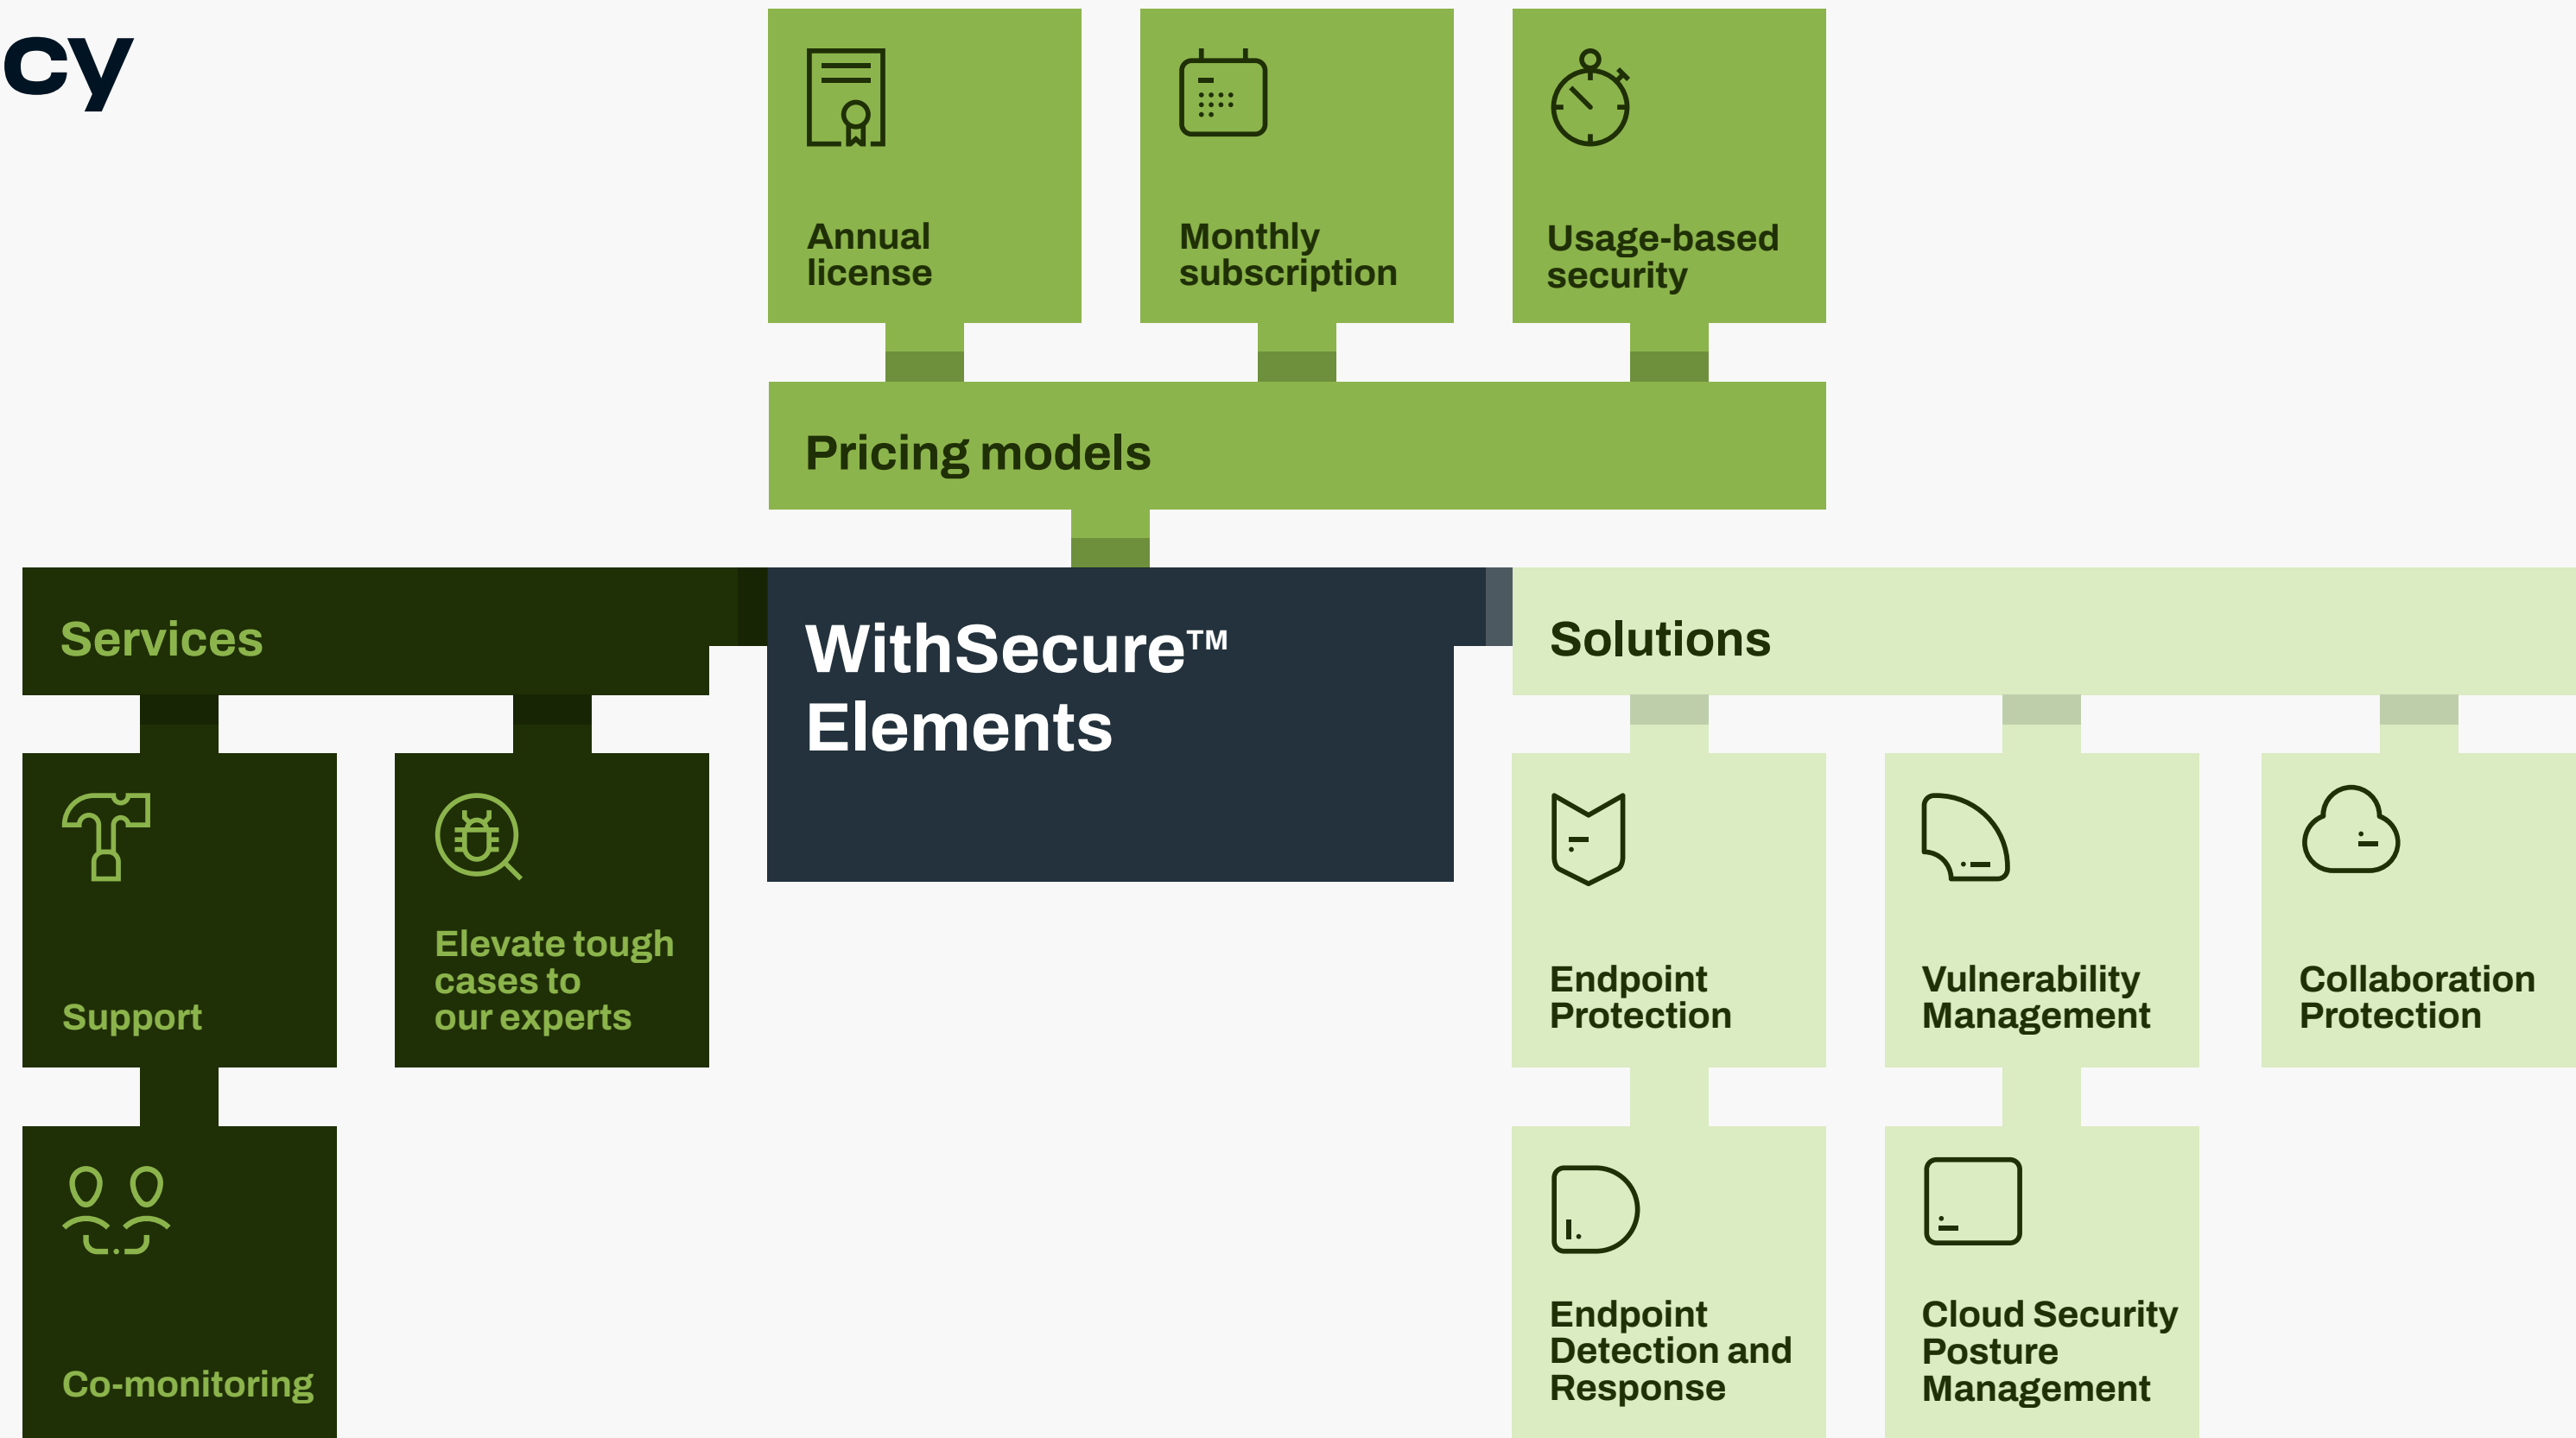 cy
Annual
license
Monthly
subscription
Usage-based
security
Pricing models
Services
WithSecure™
Elements
Solutions
Support
Elevate tough
cases to
our experts
Endpoint
Protection
Vulnerability
Management
Collaboration
Protection
Co-monitoring
Endpoint
Detection and
Response
Cloud Security
Posture
Management